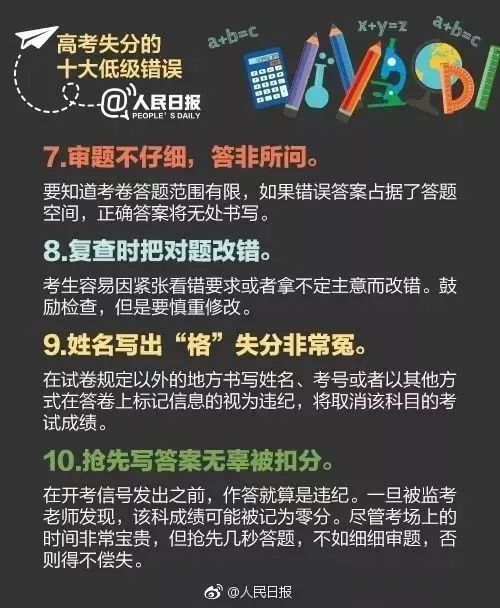 高考失分的
十大低级错误
@人民日报
PEOPLE'S DAILY
a+b=c
x+y=z
a+b=c
7.审题不仔细，答非所问。
要知道考卷答题范围有限，如果错误答案占据了答题
空间，正确答案将无处书写。
8.复查时把对题改错。
考生容易因紧张看错要求或者拿不定主意而改错。鼓
励检查，但是要慎重修改。
9.姓名写出“格”失分非常冤。
在试卷规定以外的地方书写姓名、考号或者以其他方
式在答卷上标记信息的视为违纪，将取消该科目的考
试成绩。
10.抢先写答案无辜被扣分。
在开考信号发出之前，作答就算是违纪。一旦被监考
老师发现，该科成绩可能被记为零分。尽管考场上的
时间非常宝贵，但抢先几秒答题，不如细细审题，否
则得不偿失。
@人民日报